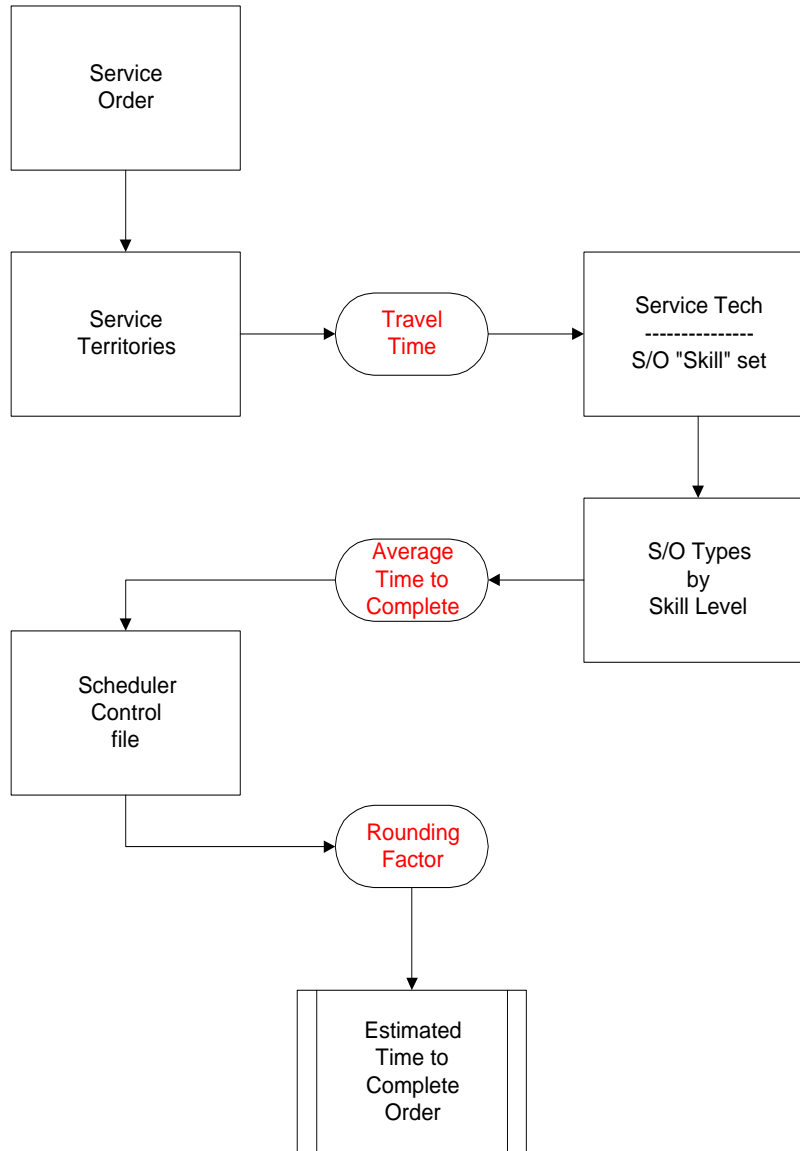 Service
Order
Service
Territories
Travel
Time
Service Tech
---------------
S/O "Skill" set
S/O Types
by
Skill Level
Average
Time to
Complete
Scheduler
Control
file
Rounding
Factor
Estimated
Time to
Complete
Order